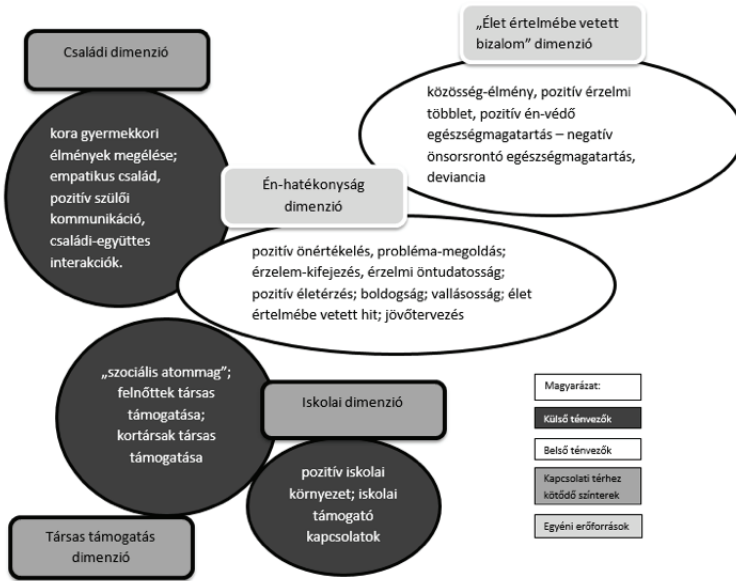 Családi dimenzió
kora gyermekkori
élmények megélése;
empatikus család,
pozitív szülői
kommunikáció,
családi-együttes
interakciók.
„Élet értelmébe vetett
bizalom” dimenzió
közösség-élmény, pozitív érzelmi
többlet, pozitív én-védő
egészségmagatartás – negatív
önsorsrontó egészségmagatartás,
deviancia
Én-hatékonyság
dimenzió
pozitív önértékelés, probléma-megoldás;
érzelem-kifejezés, érzelmi öntudatosság;
pozitív életérzés; boldogság; vallásosság; élet
értelmébe vetett hit; jövőtervezés
„szociális atommag”;
felnőttek társas
támogatása;
kortársak társas
támogatása
Társas támogatás
dimenzió
Iskolai dimenzió
pozitív iskolai
környezet; iskolai
támogató
kapcsolatok
Magyarázat:
Külső ténvezők
Belső ténvezők
Kapcsolati térhez
kötődő színterek
Egyéni erőforrások